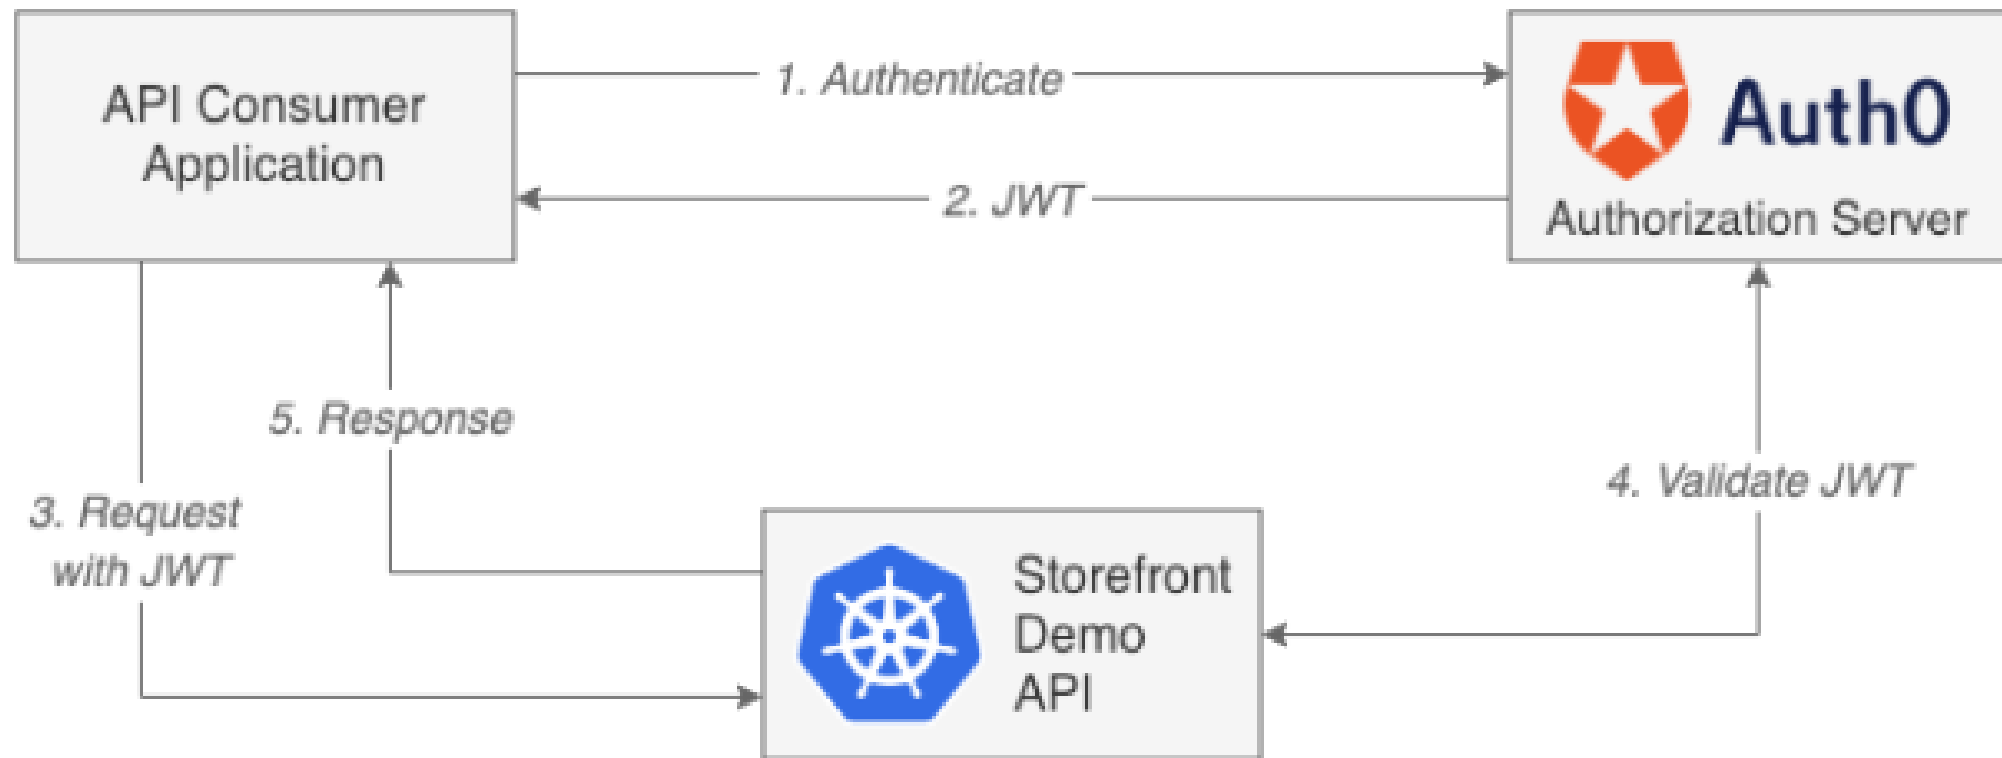 API Consumer
Application
1. Authenticate
Auth0
Authorization Server
2. JWT
5. Response
3. Request
with JWT
4. Validate JWT
Storefront
Demo
API